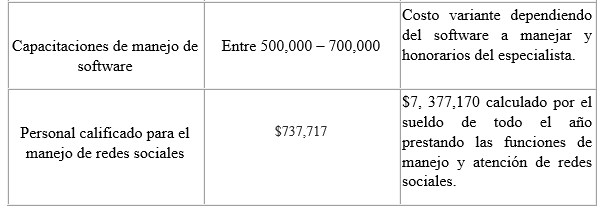 Capacitaciones de manejo de
software
Entre 500,000 – 700,000
Costo variante dependiendo
del software a manejar y
honorarios del especialista.
Personal calificado para el
manejo de redes sociales
$737,717
$7, 377,170 calculado por el
sueldo de todo el año
prestando las funciones de
manejo y atención de redes
sociales.